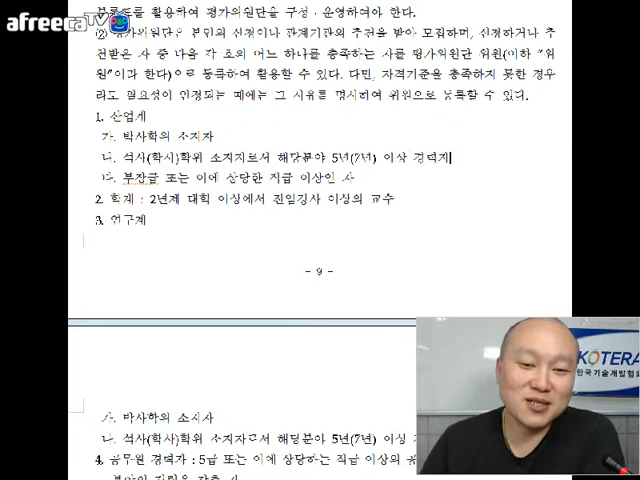 afreecaTV
분류표를 활용하여 평가위원단을 구성·운영하여야 한다.
② 평가위원단은 본인의 신청이나 관계기관의 추천을 받아 모집하며, 신청하거나 추
천받은 자 중 다음 각 호의 어느 하나를 충족하는 자를 평가위원단 위원(이하 "위
원"이라 한다)으로 등록하여 활용할 수 있다. 다만, 자격기준을 충족하지 못한 경우
라도 필요성이 인정되는 때에는 그 사유를 명시하여 위원으로 등록할 수 있다.
1. 산업계
가. 박사학위 소지자
나. 석사(학사)학위 소지자로서 해당분야 5년(7년) 이상 경력자
다. 부장급 또는 이에 상당한 직급 이상인 자
2. 학계 : 2년제 대학 이상에서 전임강사 이상의 교수
3. 연구계
- 9 -
KOTERA
한국기술개발협회
가. 박사학위 소지자
나. 석사(학사)학위 소지자로서 해당분야 5년(7년)
4. 공무원 경력자 : 5급 또는 이에 상당하는 직급 이상의 공